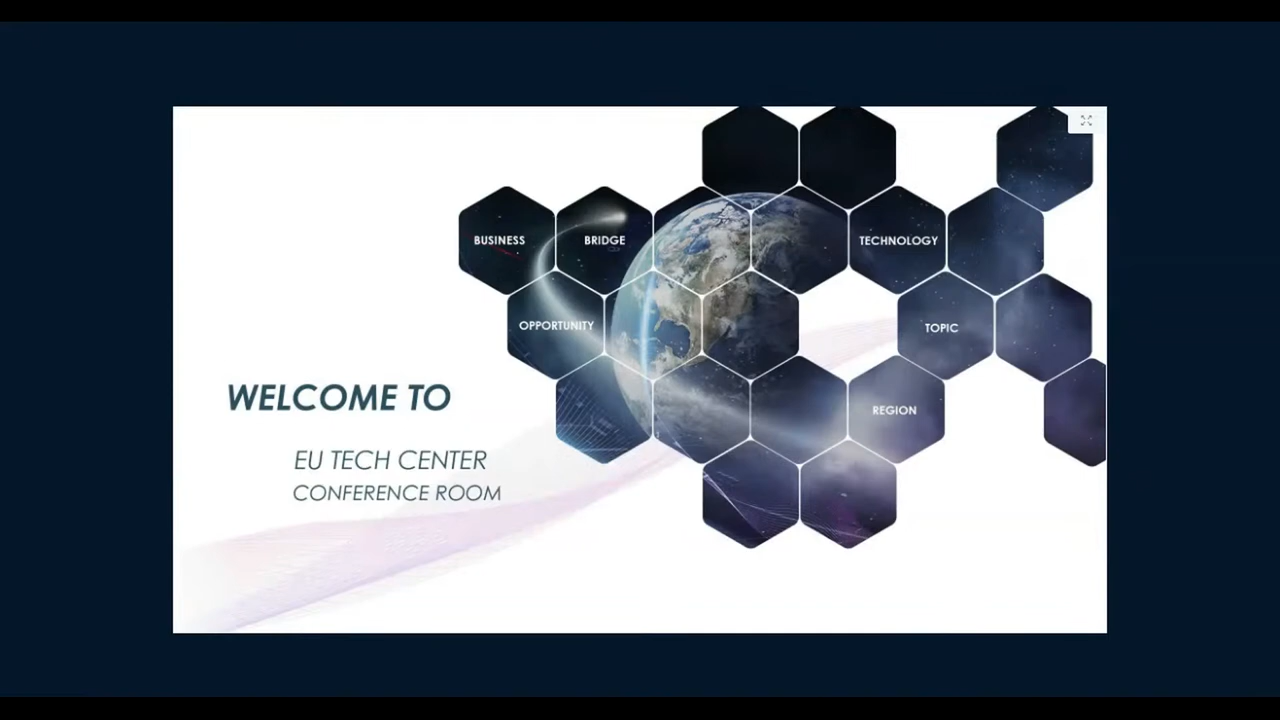 BUSINESS
BRIDGE
TECHNOLOGY
OPPORTUNITY
TOPIC
REGION
WELCOME TO
EU TECH CENTER
CONFERENCE ROOM